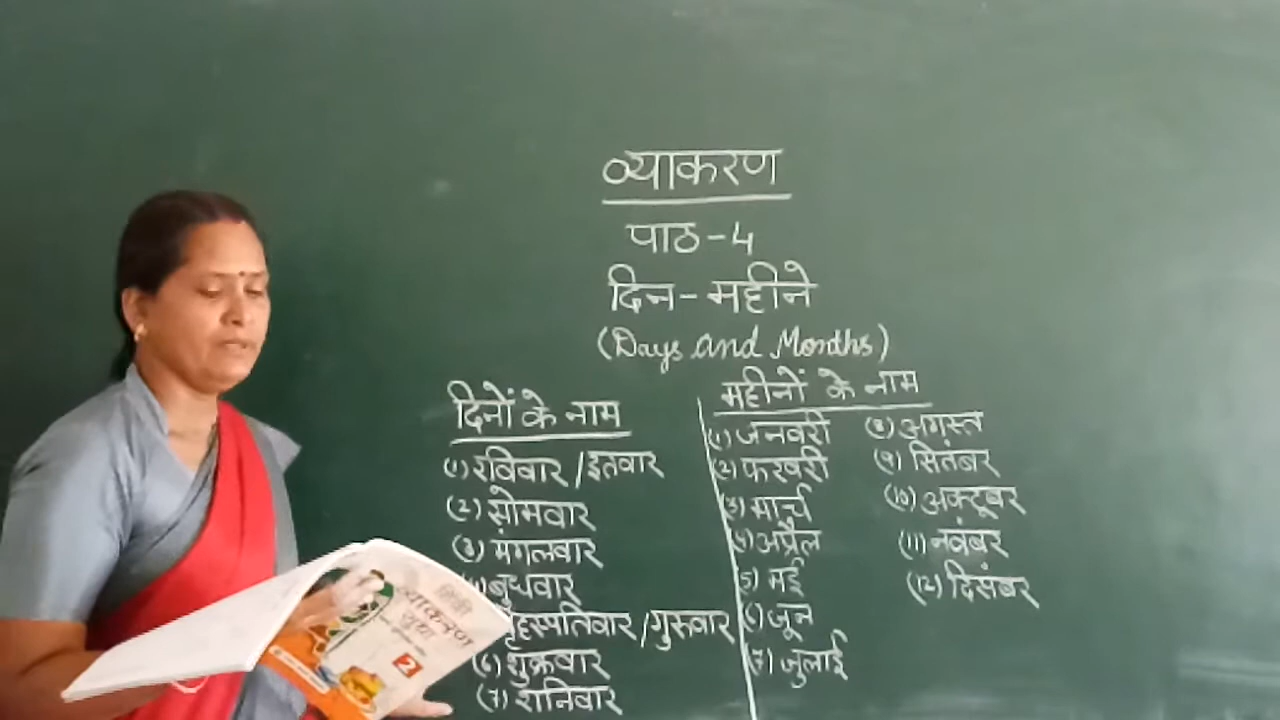 व्याकरण
पाठ-4
दिन-महीने
(Days and Months)
दिनों के नाम
(1) रविवार/इतवार
(2) सोमवार
(3) मंगलवार
बुधवार
बृहस्पतिवार/गुरुवार
(6) शुक्रवार
(7) शनिवार
महीनों के नाम
(1) जनवरी
(2) फरवरी
(3) मार्च
(4) अप्रैल
(5) मई
(6) जून
(7) जुलाई
(8) अगस्त
(9) सितंबर
(10) अक्टूबर
(11) नवंबर
(12) दिसंबर
हिंदी
व्याकरण
सुधा
2